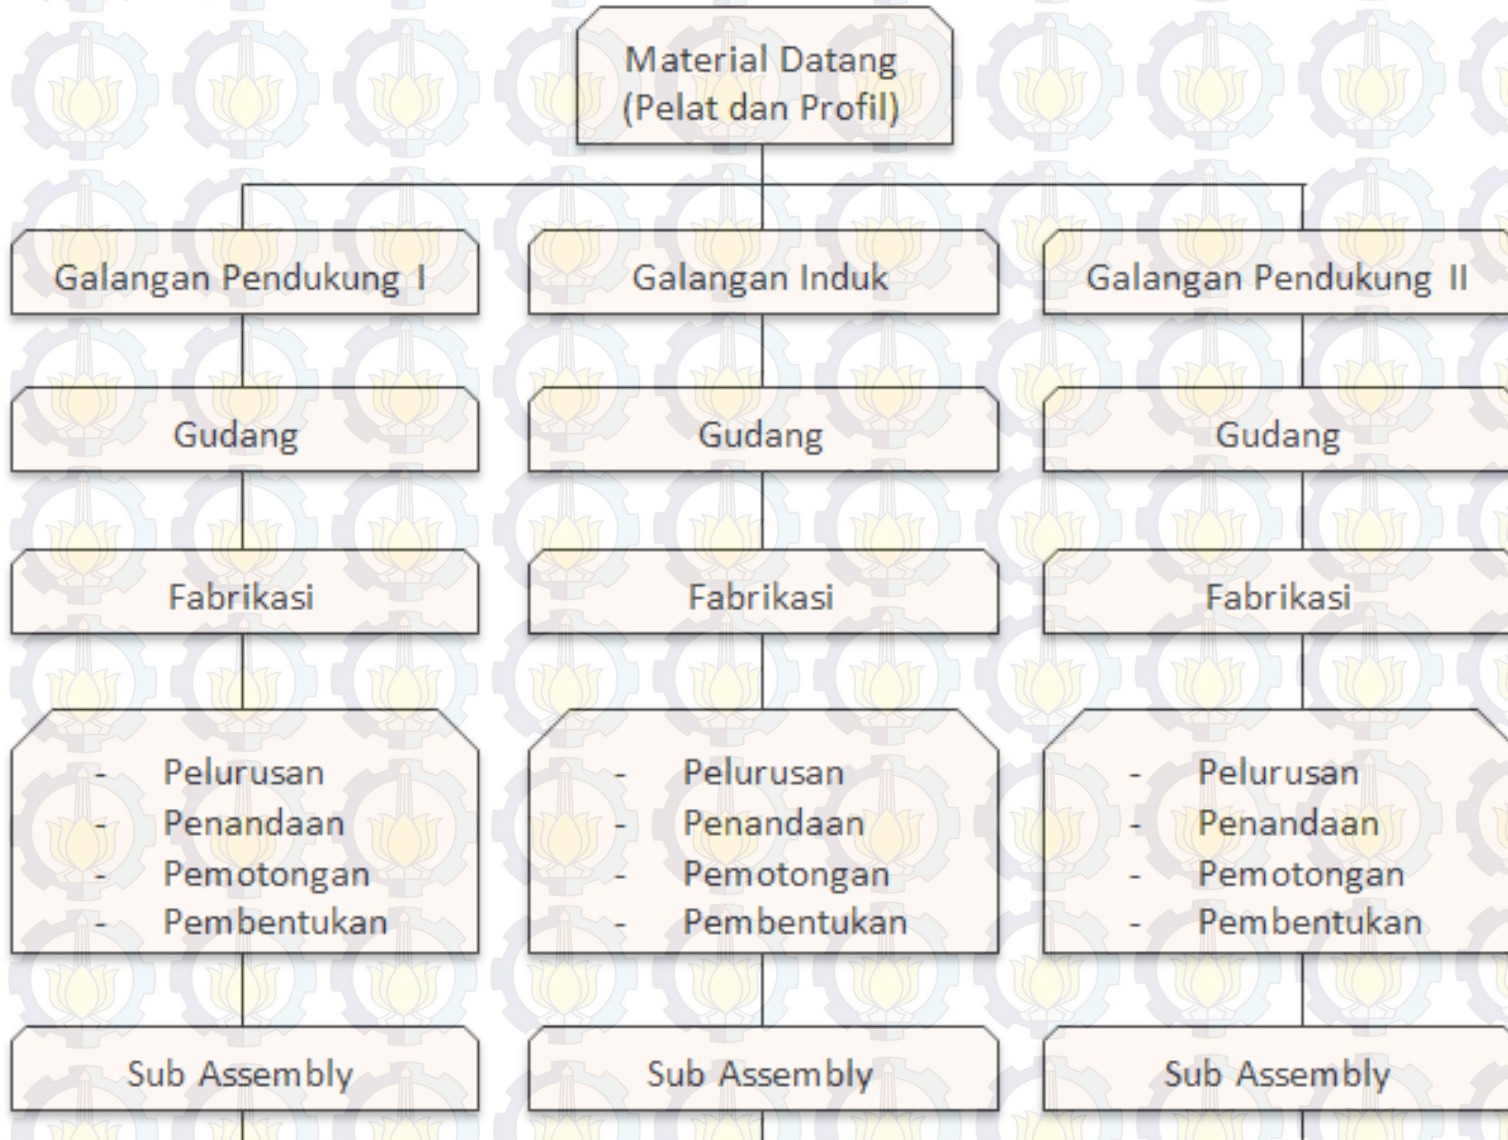 Material Datang
(Pelat dan Profil)
Galangan Pendukung I
Galangan Induk
Galangan Pendukung II
Gudang
Gudang
Gudang
Fabrikasi
Fabrikasi
Fabrikasi
- Pelurusan
- Penandaan
- Pemotongan
- Pembentukan
- Pelurusan
- Penandaan
- Pemotongan
- Pembentukan
- Pelurusan
- Penandaan
- Pemotongan
- Pembentukan
Sub Assembly
Sub Assembly
Sub Assembly